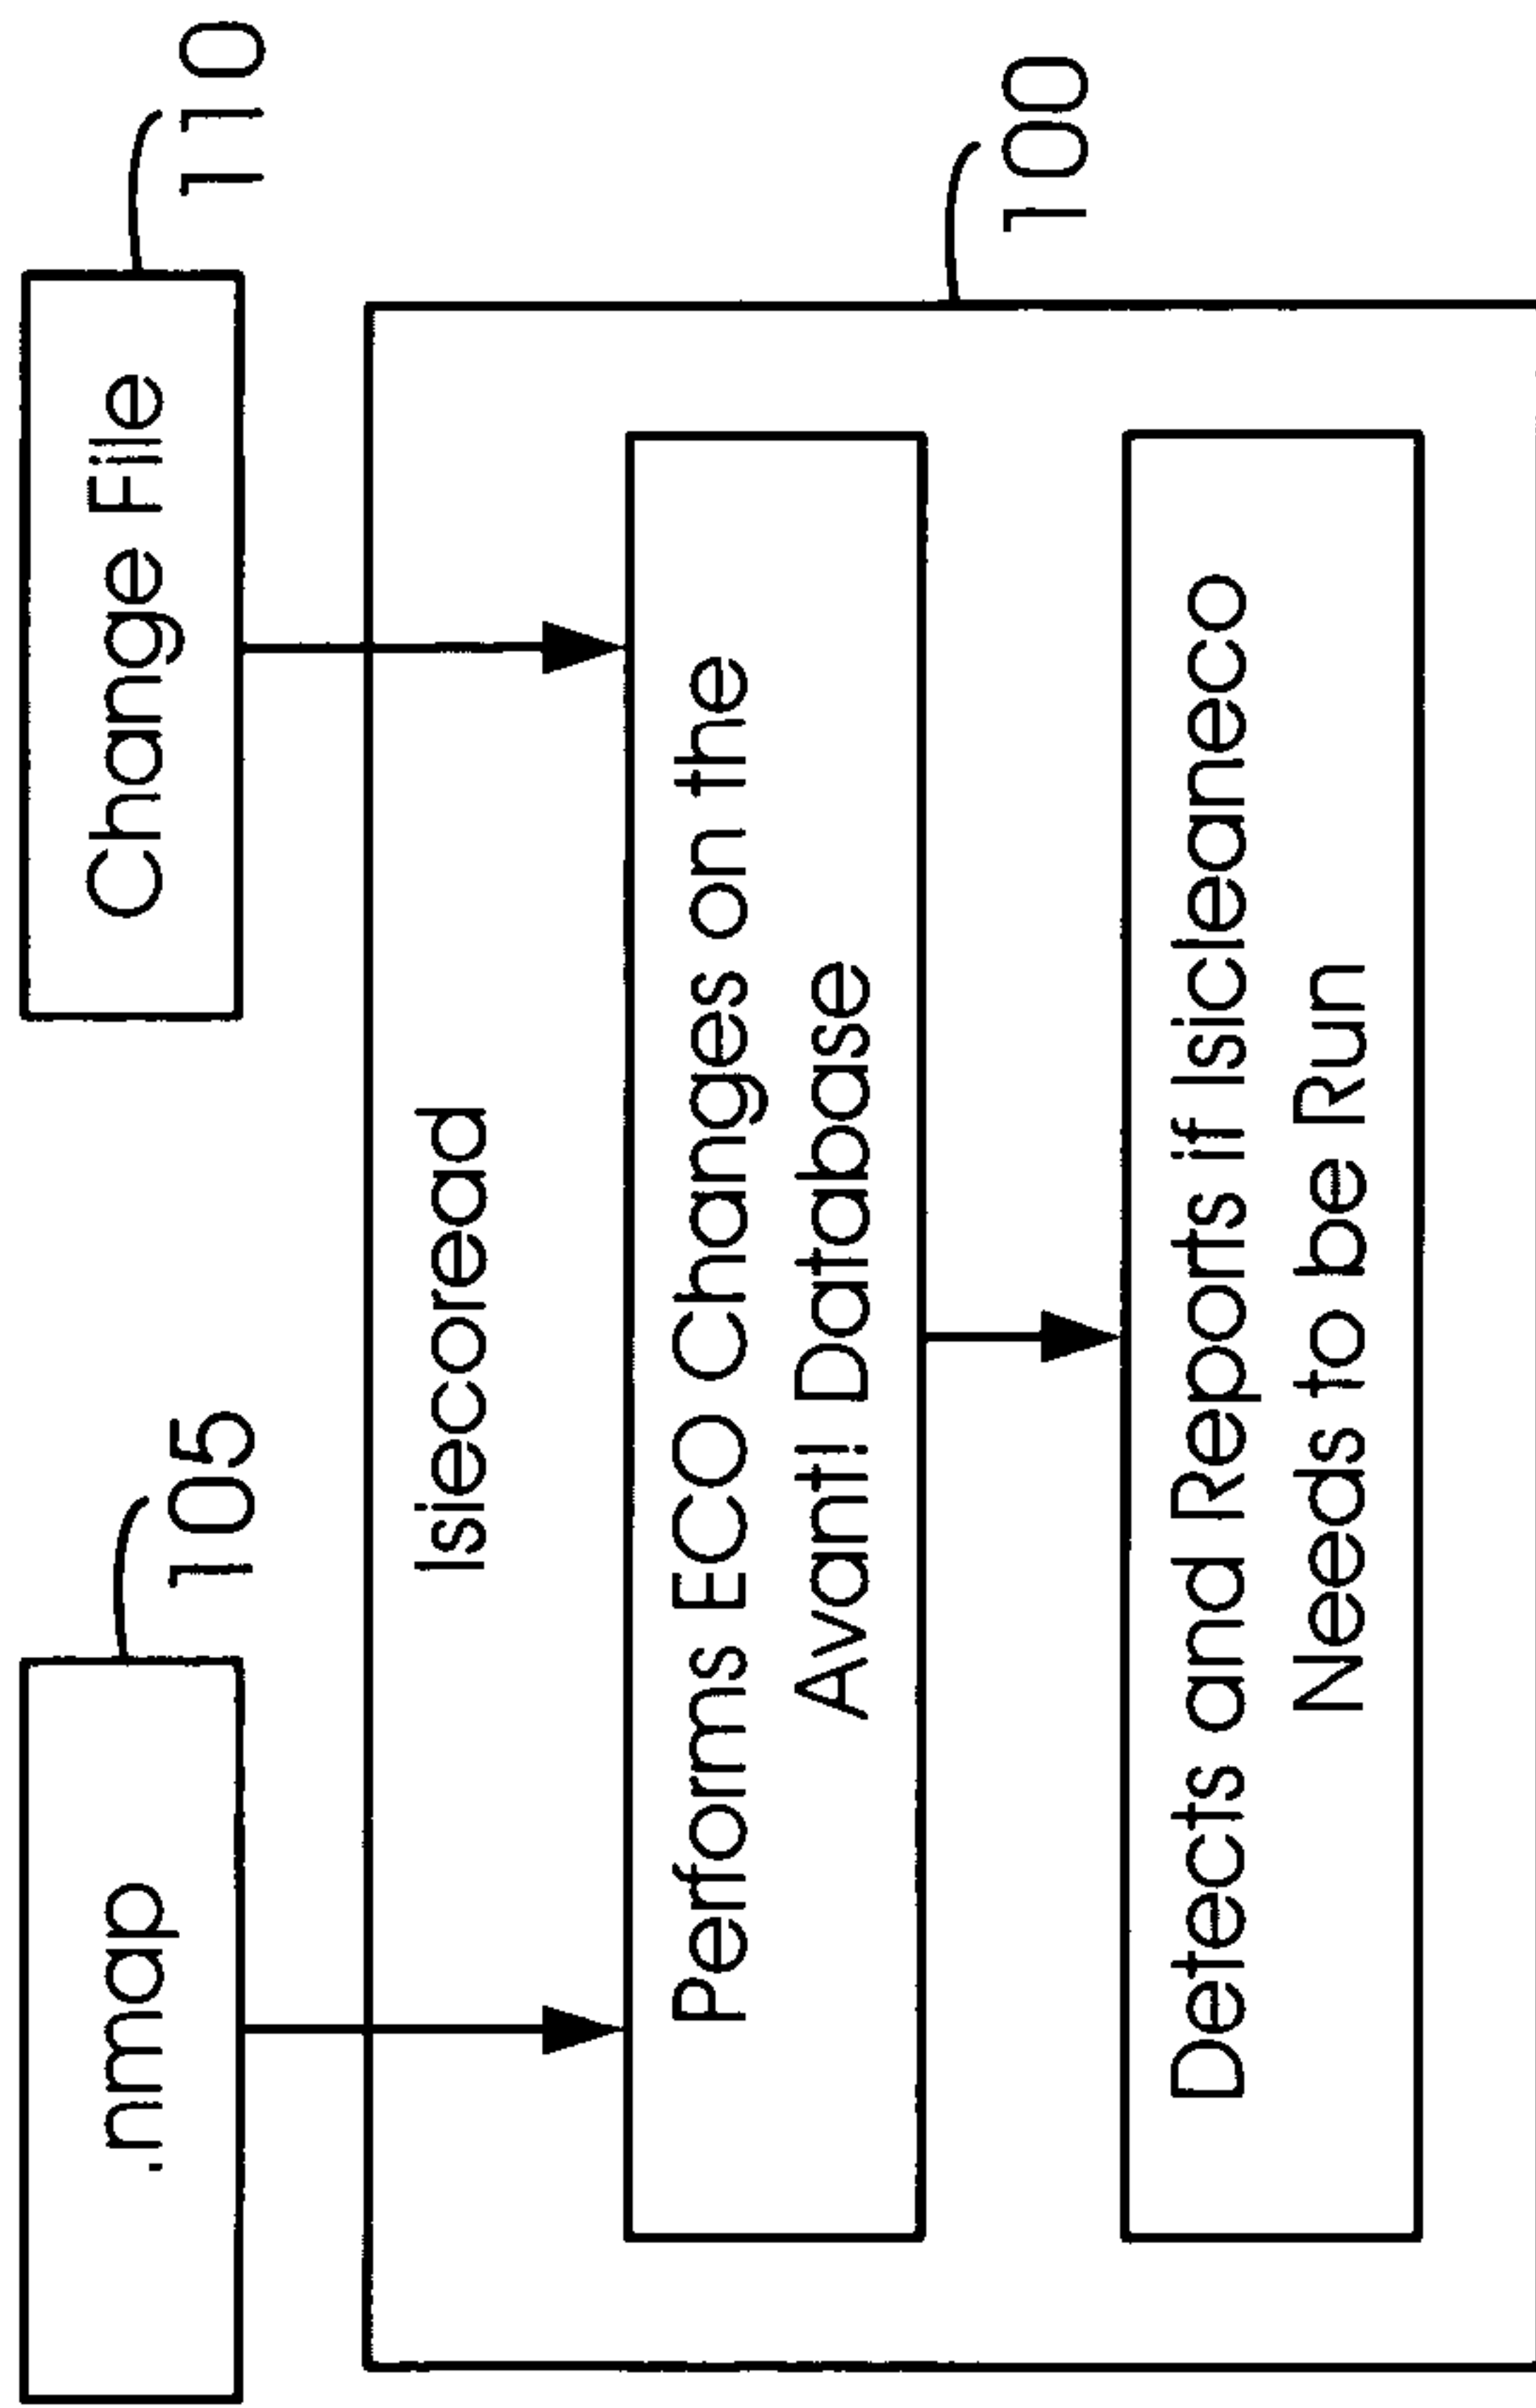 .nmap
105
Change File
110
lsiecoread
100
Performs ECO Changes on the
Avant! Database
Detects and Reports if lsicleaneco
Needs to be Run